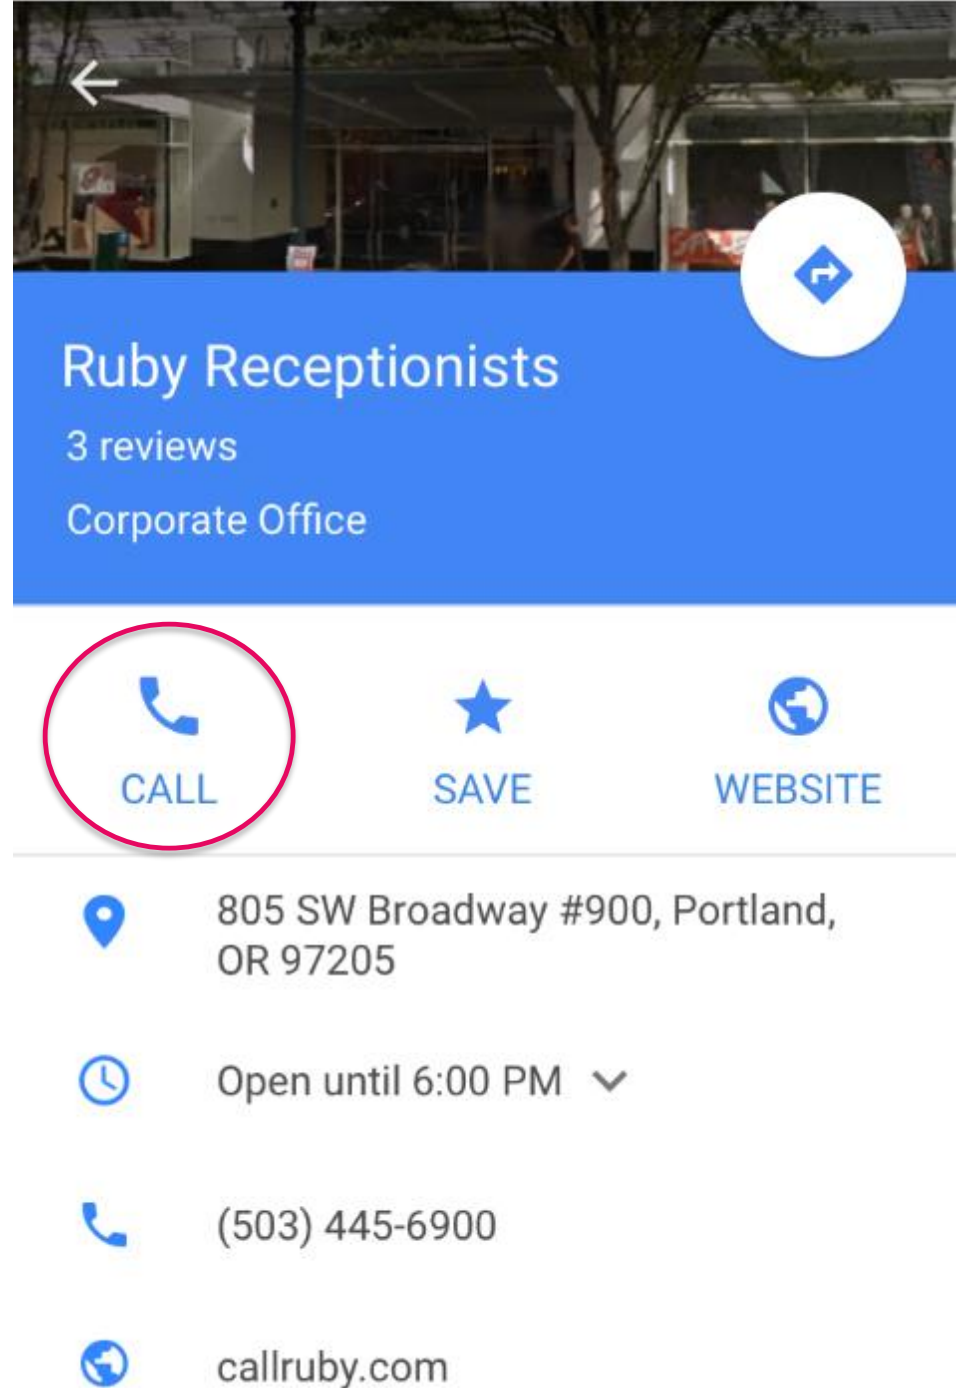 Ruby Receptionists
3 reviews
Corporate Office
CALL
SAVE
WEBSITE
805 SW Broadway #900, Portland,
OR 97205
Open until 6:00 PM
(503) 445-6900
callruby.com